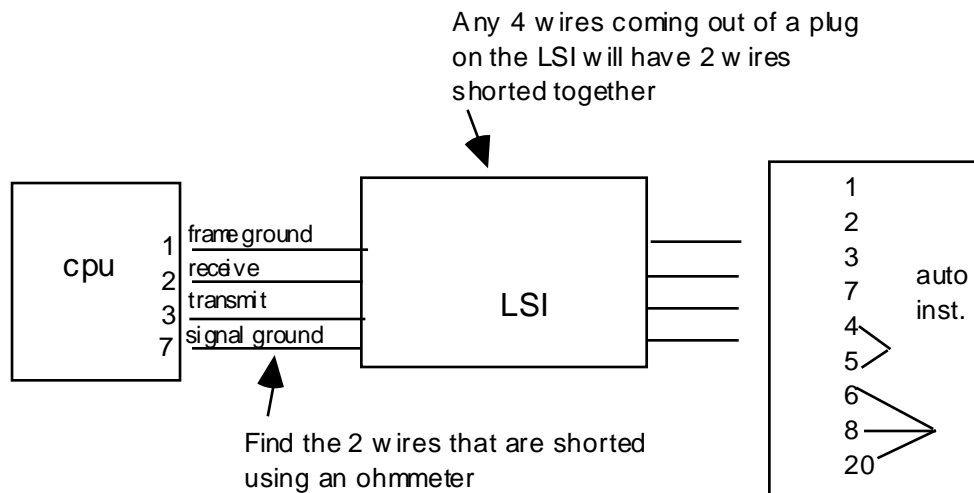 Any 4 wires coming out of a plug
on the LSI will have 2 wires
shorted together
cpu
1 frame ground
2 receive
3 transmit
7 signal ground
LSI
1
2
3
7
4
5
6
8
20
auto
inst.
Find the 2 wires that are shorted
using an ohmmeter